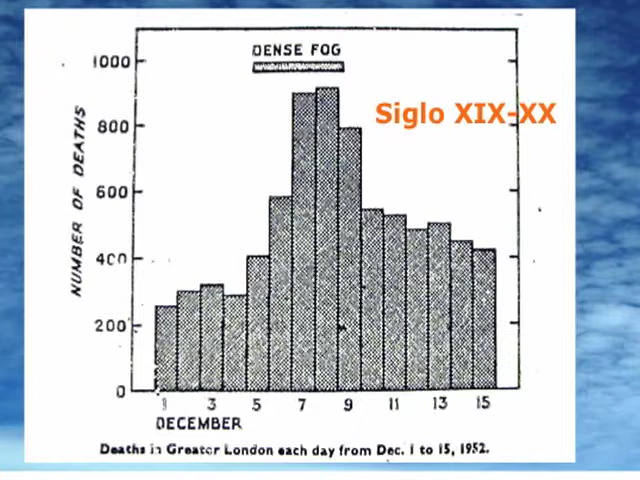 DENSE FOG
1000
Siglo XIX-XX
800
600
400
200
0
NUMBER OF DEATHS
1 3 5 7 9 11 13 15
DECEMBER
Deaths in Greater London each day from Dec. 1 to 15, 1952.